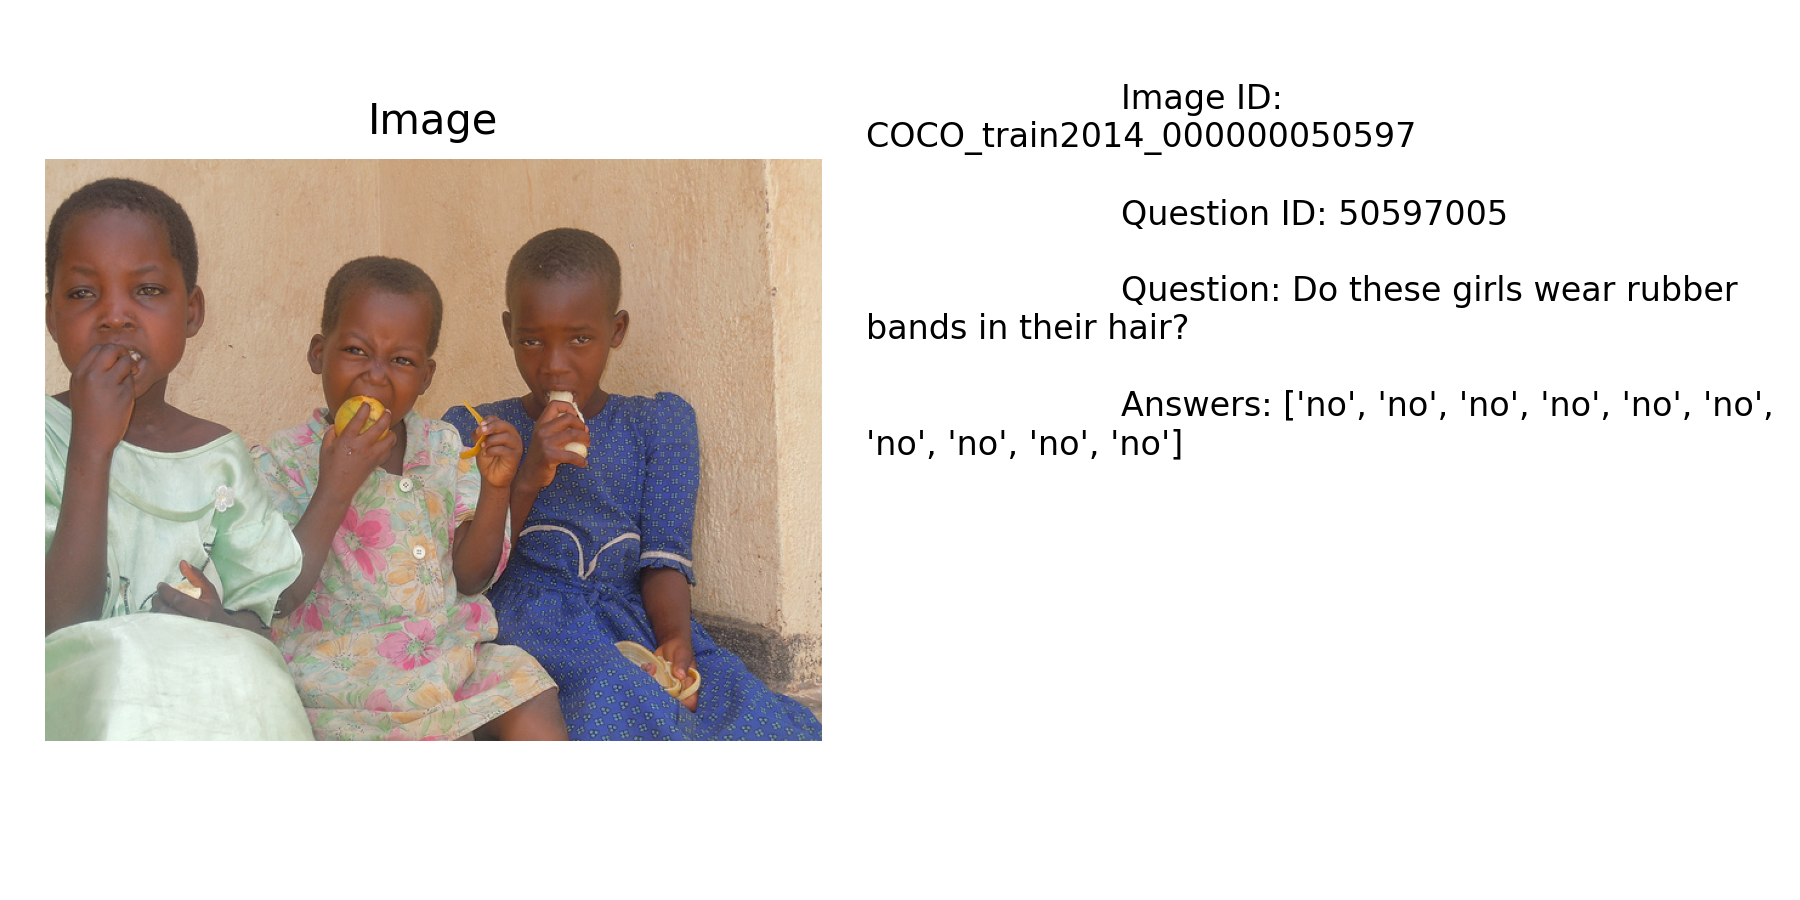 Image
Image ID:
COCO_train2014_000000050597
Question ID: 50597005
Question: Do these girls wear rubber
bands in their hair?
Answers: ['no', 'no', 'no', 'no', 'no', 'no',
'no', 'no', 'no', 'no']